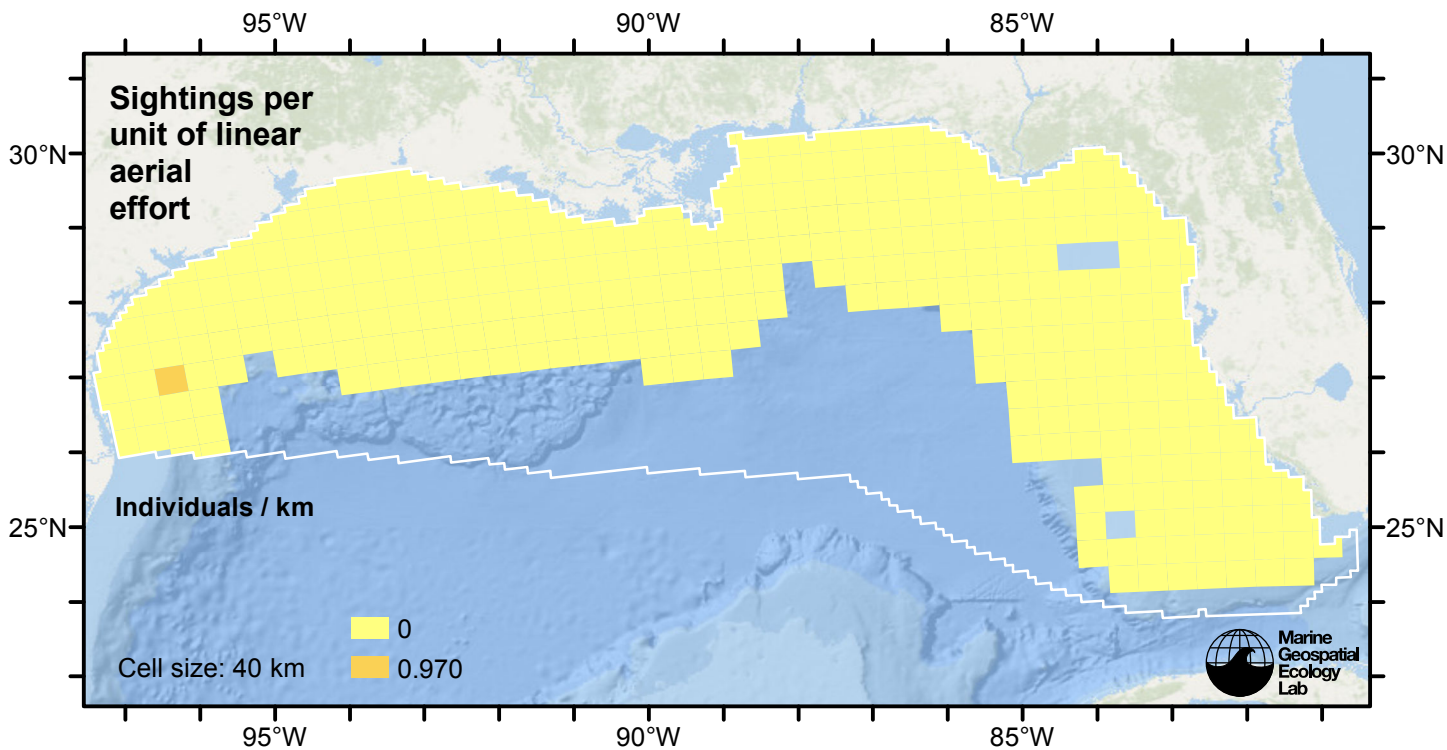 95°W
90°W
85°W
Sightings per
unit of linear
aerial
effort
30°N
30°N
Individuals / km
25°N
25°N
0
Cell size: 40 km
0.970
Marine
Geospatial
Ecology
Lab
95°W
90°W
85°W